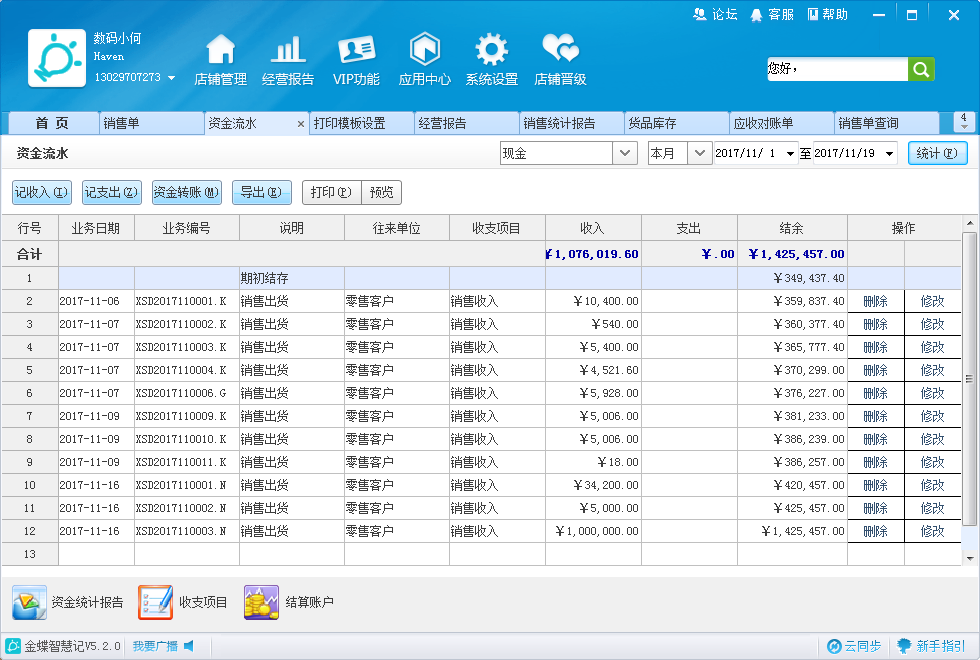 论坛 客服 帮助
数码小何
Haven
13029707273
店铺管理 经营报告 VIP功能 应用中心 系统设置 店铺晋级
您好，
首 页 销售单 资金流水 × 打印模板设置 经营报告 销售统计报告 货品库存 应收对账单 销售单查询 4
资金流水 现金 本月 2017/11/ 1 至 2017/11/19 统计(F)
记收入(I) 记支出(Z) 资金转账(M) 导出(E) 打印(P) 预览
行号 业务日期 业务编号 说明 往来单位 收支项目 收入 支出 结余 操作
合计 ¥1,076,019.60 ¥.00 ¥1,425,457.00
1 期初结存 ¥349,437.40
2 2017-11-06 XSD2017110001.K 销售出货 零售客户 销售收入 ¥10,400.00 ¥359,837.40 删除 修改
3 2017-11-07 XSD2017110002.K 销售出货 零售客户 销售收入 ¥540.00 ¥360,377.40 删除 修改
4 2017-11-07 XSD2017110003.K 销售出货 零售客户 销售收入 ¥5,400.00 ¥365,777.40 删除 修改
5 2017-11-07 XSD2017110004.K 销售出货 零售客户 销售收入 ¥4,521.60 ¥370,299.00 删除 修改
6 2017-11-07 XSD2017110006.G 销售出货 零售客户 销售收入 ¥5,928.00 ¥376,227.00 删除 修改
7 2017-11-09 XSD2017110009.K 销售出货 零售客户 销售收入 ¥5,006.00 ¥381,233.00 删除 修改
8 2017-11-09 XSD2017110010.K 销售出货 零售客户 销售收入 ¥5,006.00 ¥386,239.00 删除 修改
9 2017-11-09 XSD2017110011.K 销售出货 零售客户 销售收入 ¥18.00 ¥386,257.00 删除 修改
10 2017-11-16 XSD2017110001.N 销售出货 零售客户 销售收入 ¥34,200.00 ¥420,457.00 删除 修改
11 2017-11-16 XSD2017110002.N 销售出货 零售客户 销售收入 ¥5,000.00 ¥425,457.00 删除 修改
12 2017-11-16 XSD2017110003.N 销售出货 零售客户 销售收入 ¥1,000,000.00 ¥1,425,457.00 删除 修改
13
资金统计报告 收支项目 结算账户
金蝶智慧记V5.2.0 我要广播 云同步 新手指引